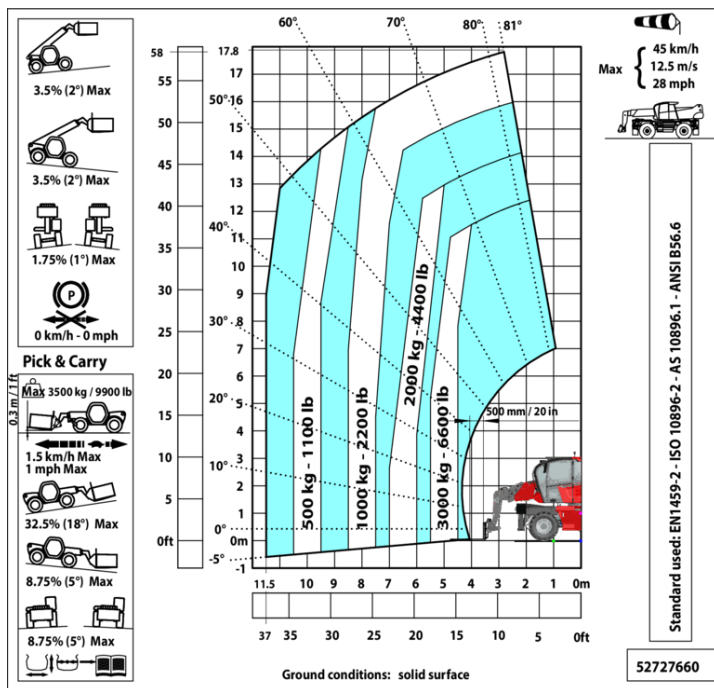 3.5% (2°) Max
3.5% (2°) Max
1.75% (1°) Max
P
0 km/h - 0 mph
Pick & Carry
0.3 m / 1 ft
Max 3500 kg / 9900 lb
1.5 km/h Max
1 mph Max
32.5% (18°) Max
8.75% (5°) Max
8.75% (5°) Max
58
55
50
45
40
35
30
25
20
15
10
5
0ft
17.8
17
16
15
14
13
12
11
10
9
8
7
6
5
4
3
2
1
0m
-1
60°
70°
80°
81°
50°
40°
30°
20°
10°
0°
-5°
500 kg - 1100 lb
1000 kg - 2200 lb
2000 kg - 4400 lb
3000 kg - 6600 lb
500 mm / 20 in
11.5 10 9 8 7 6 5 4 3 2 1 0m
37 35 30 25 20 15 10 5 0ft
Ground conditions: solid surface
Max
45 km/h
12.5 m/s
28 mph
Standard used: EN1459-2 - ISO 10896-2 - AS 10896.1 - ANSI B56.6
52727660